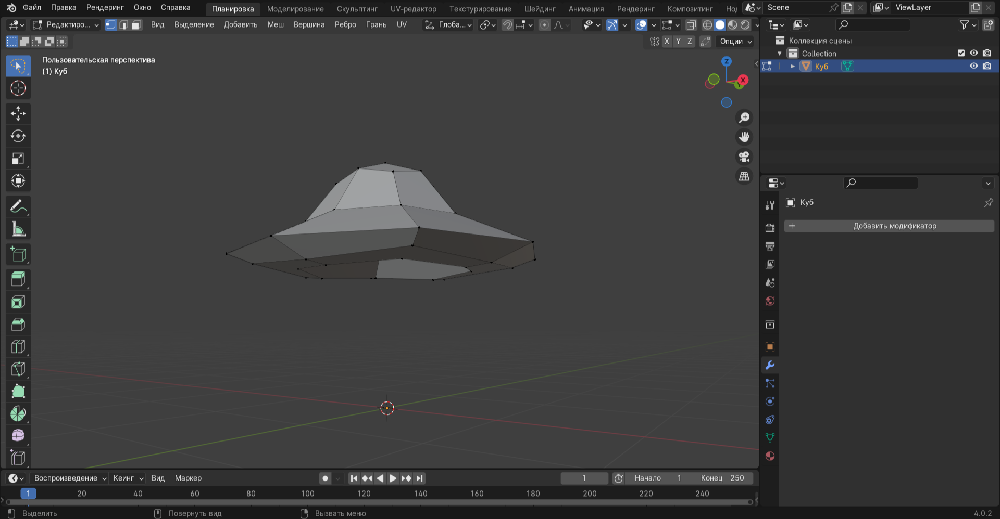 Файл Правка Рендеринг Окно Справка
Планировка Моделирование Скульптинг UV-редактор Текстурирование Шейдинг Анимация Рендеринг Композитинг
Scene
ViewLayer
Редактиро... Вид Выделение Добавить Меш Вершина Ребро Грань UV
Глоба...
X Y Z Опции
Пользовательская перспектива
(1) Куб
Z
X
Y
Коллекция сцены
Collection
Куб
Куб
Добавить модификатор
Воспроизведение Кеинг Вид Маркер
1 Начало 1 Конец 250
1 20 40 60 80 100 120 140 160 180 200 220 240
Выделить Повернуть вид Вызвать меню 4.0.2